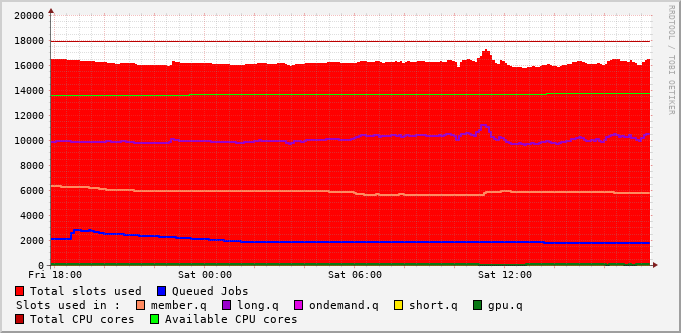 20000
18000
16000
14000
12000
10000
8000
6000
4000
2000
0
Fri 18:00 Sat 00:00 Sat 06:00 Sat 12:00
Total slots used Queued Jobs
Slots used in : member.q long.q ondemand.q short.q gpu.q
Total CPU cores Available CPU cores
RRDTOOL / TOBI OETIKER